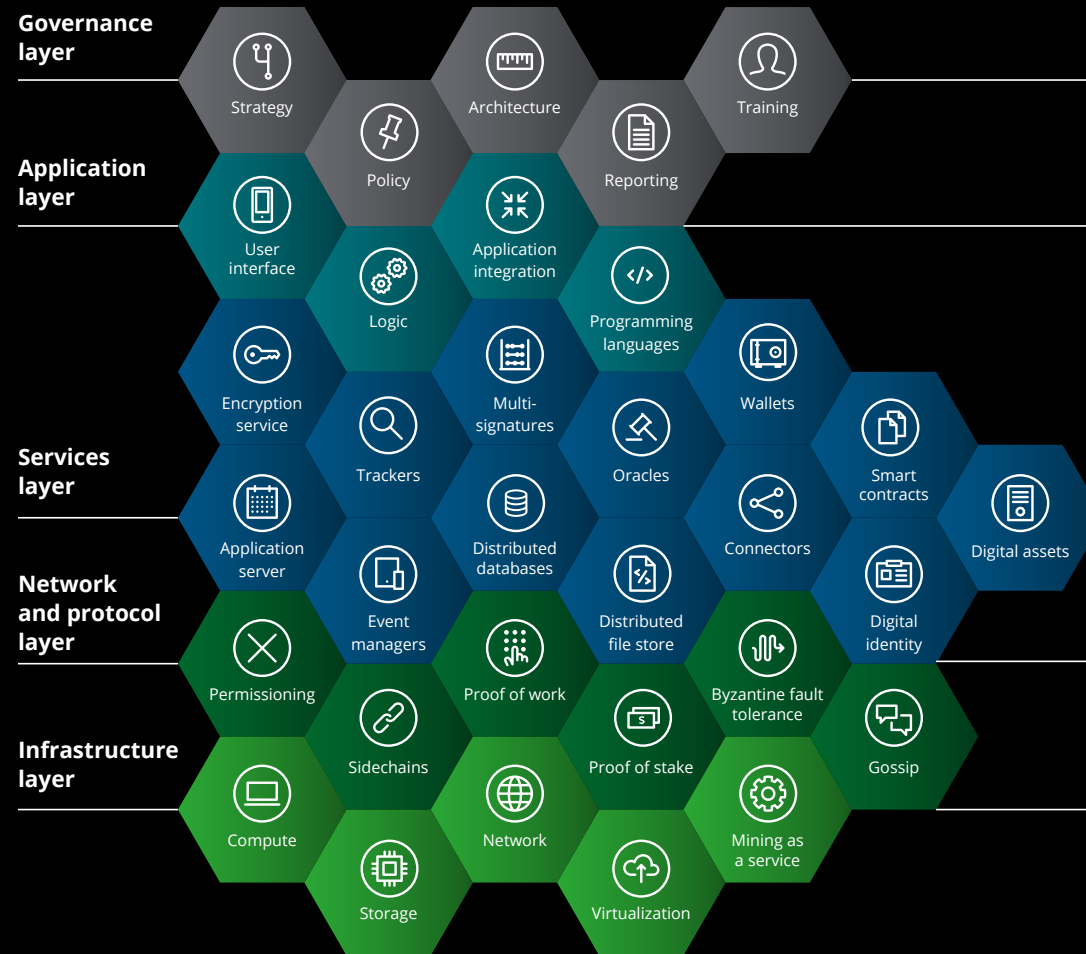 Governance
layer
Strategy
Architecture
Training
Policy
Reporting
Application
layer
User
interface
Application
integration
Logic
Programming
languages
Encryption
service
Multi-
signatures
Wallets
Services
layer
Trackers
Oracles
Smart
contracts
Application
server
Distributed
databases
Connectors
Digital assets
Network
and protocol
layer
Event
managers
Distributed
file store
Digital
identity
Permissioning
Proof of work
Byzantine fault
tolerance
Infrastructure
layer
Sidechains
$
Proof of stake
Gossip
Compute
Network
Mining as
a service
Storage
Virtualization